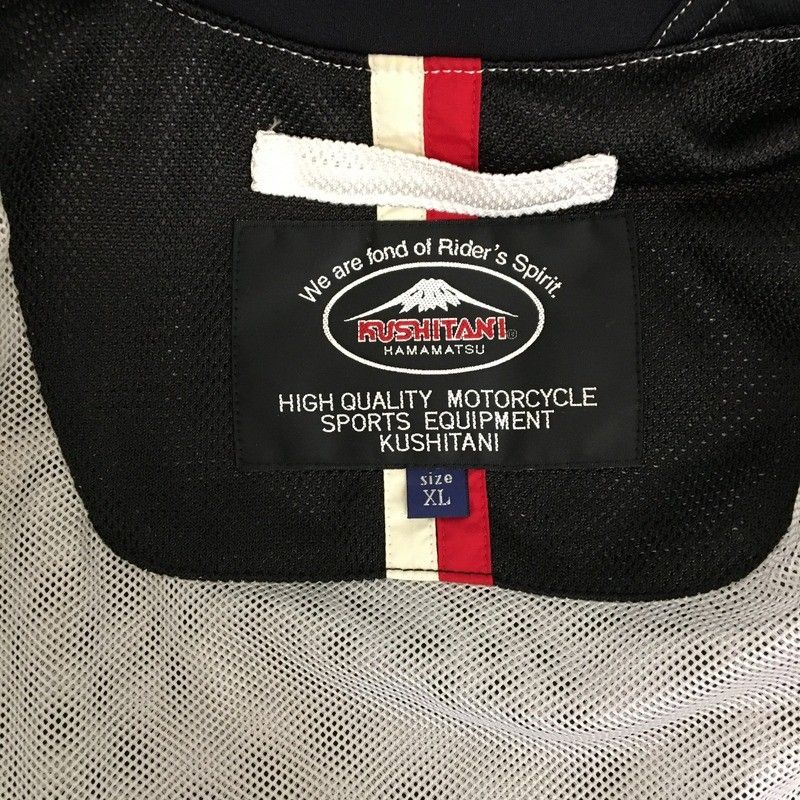 We are fond of Rider's Spirit.
KUSHITANI®
HAMAMATSU
HIGH QUALITY MOTORCYCLE
SPORTS EQUIPMENT
KUSHITANI
size
XL